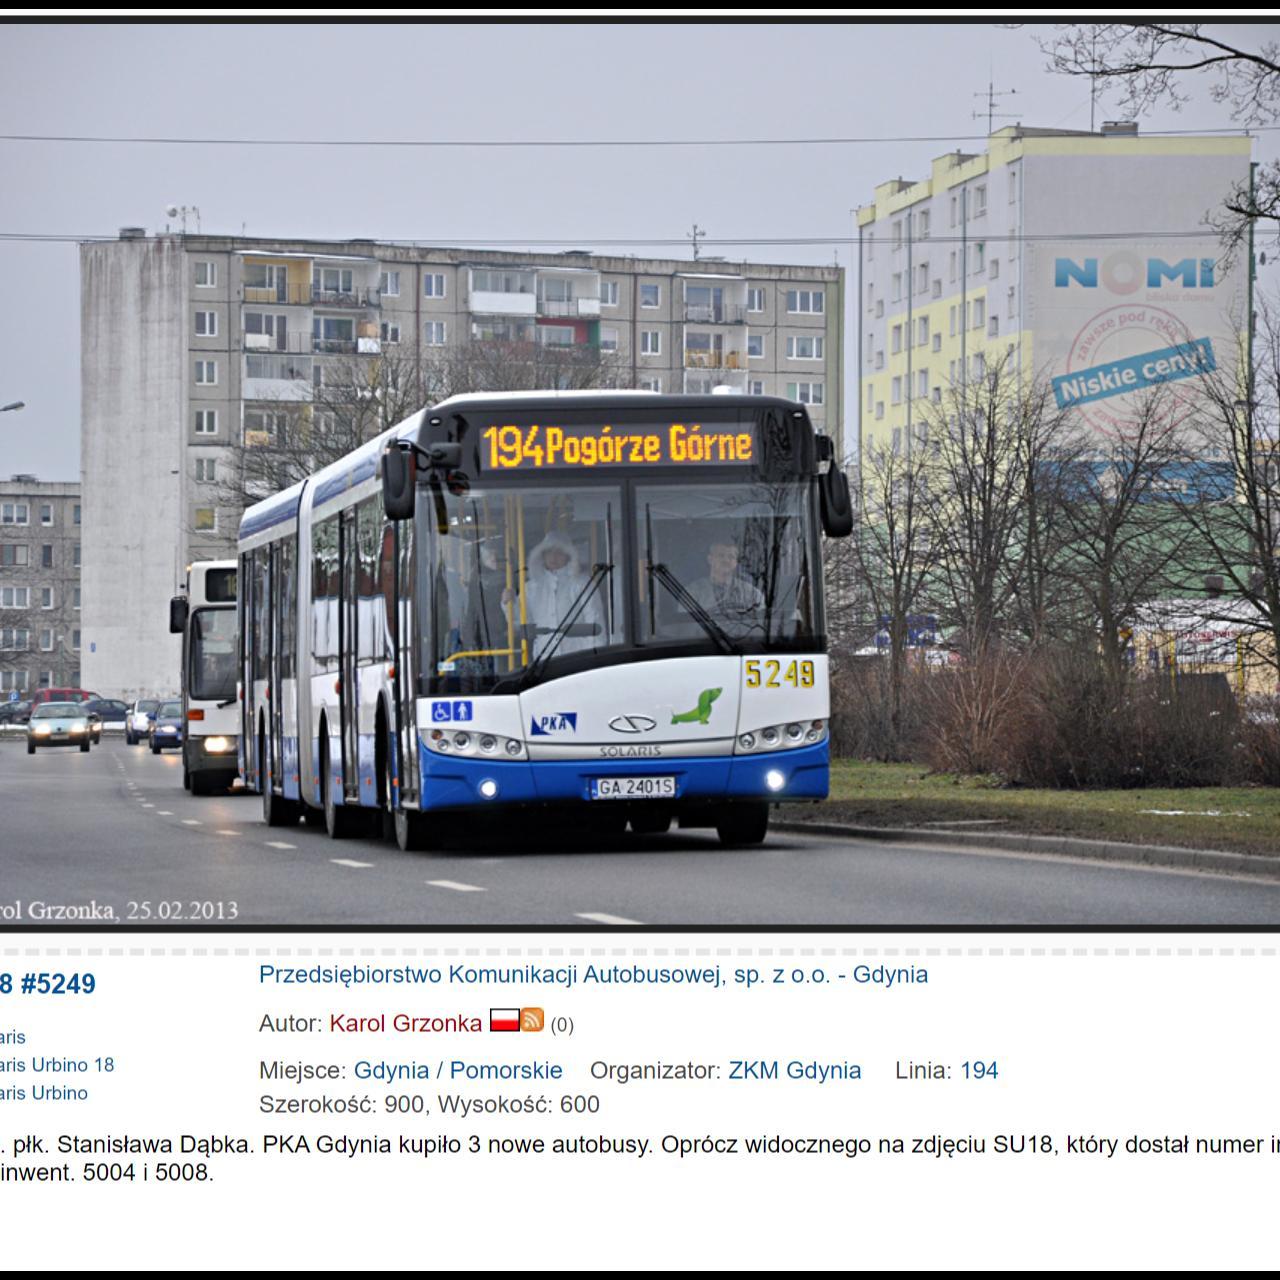 NOMI
bliska domu
zawsze pod ręką
Niskie ceny!
194 Pogórze Górne
5249
PKA
SOLARIS
GA 2401S
rol Grzonka, 25.02.2013
8 #5249
Przedsiębiorstwo Komunikacji Autobusowej, sp. z o.o. - Gdynia
Autor: Karol Grzonka (0)
aris
aris Urbino 18
aris Urbino
Miejsce: Gdynia / Pomorskie Organizator: ZKM Gdynia Linia: 194
Szerokość: 900, Wysokość: 600
. płk. Stanisława Dąbka. PKA Gdynia kupiło 3 nowe autobusy. Oprócz widocznego na zdjęciu SU18, który dostał numer in
inwent. 5004 i 5008.